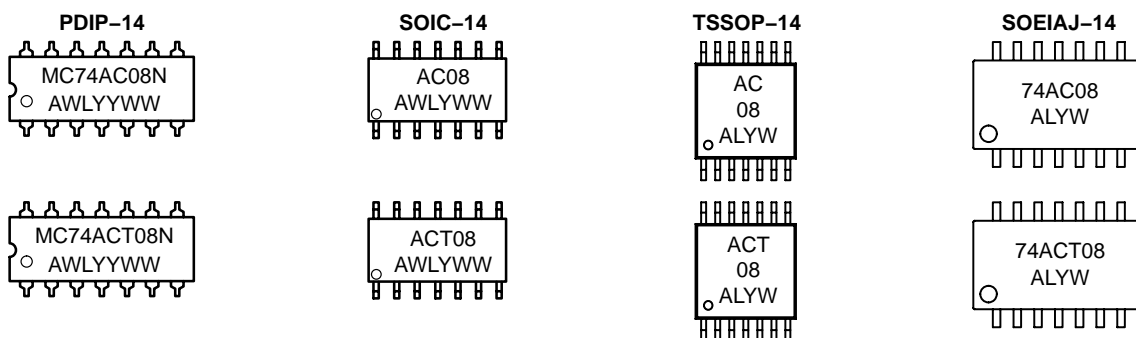 PDIP–14
SOIC–14
TSSOP–14
SOEIAJ–14
MC74AC08N
AWLYYWW
AC08
AWLYWW
AC
08
ALYW
74AC08
ALYW
MC74ACT08N
AWLYYWW
ACT08
AWLYWW
ACT
08
ALYW
74ACT08
ALYW